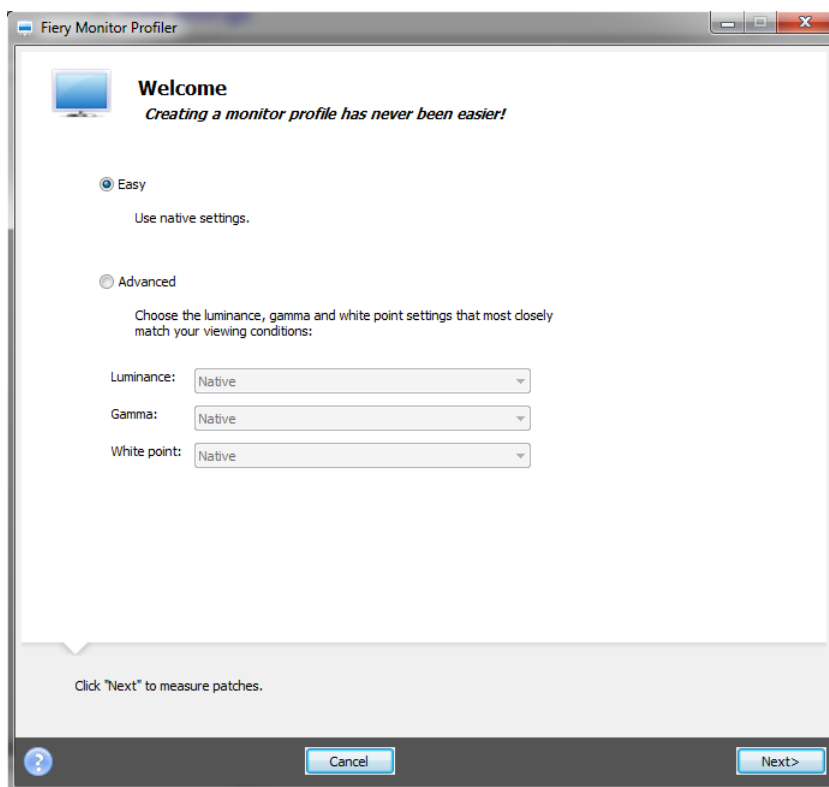 Fiery Monitor Profiler
Welcome
Creating a monitor profile has never been easier!
Easy
Use native settings.
Advanced
Choose the luminance, gamma and white point settings that most closely
match your viewing conditions:
Luminance: Native
Gamma: Native
White point: Native
Click "Next" to measure patches.
? Cancel Next>